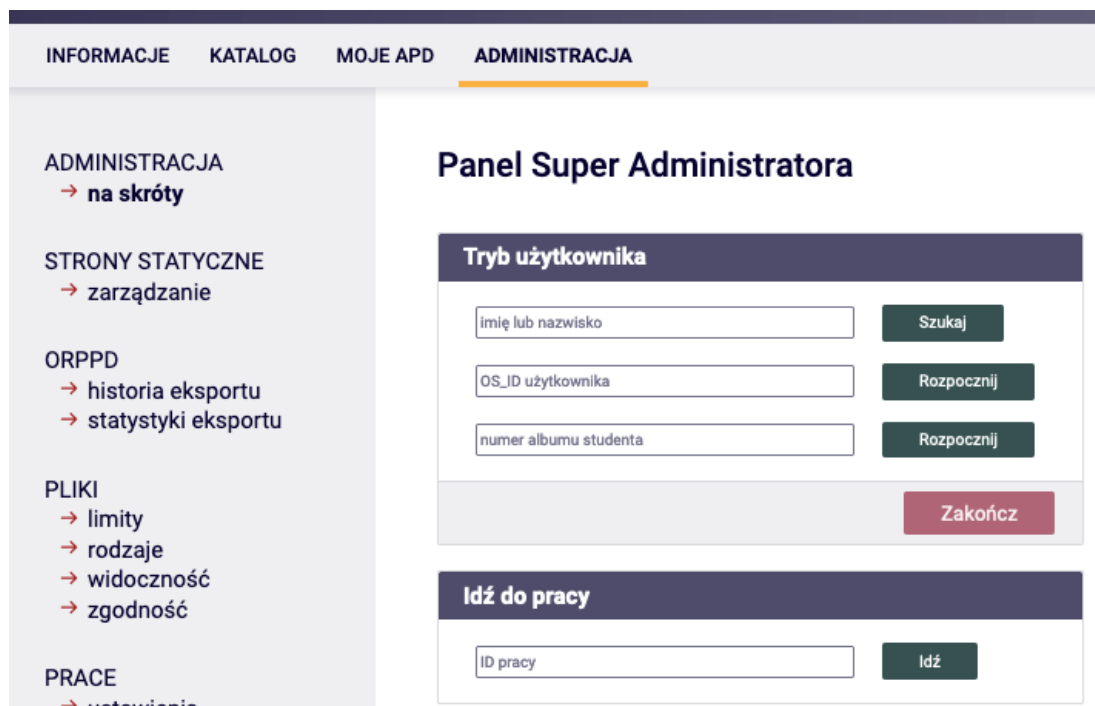 INFORMACJE KATALOG MOJE APD ADMINISTRACJA
ADMINISTRACJA
→ na skróty
STRONY STATYCZNE
→ zarządzanie
ORPPD
→ historia eksportu
→ statystyki eksportu
PLIKI
→ limity
→ rodzaje
→ widoczność
→ zgodność
PRACE
Panel Super Administratora
Tryb użytkownika
imię lub nazwisko Szukaj
OS_ID użytkownika Rozpocznij
numer albumu studenta Rozpocznij
Zakończ
Idź do pracy
ID pracy Idź